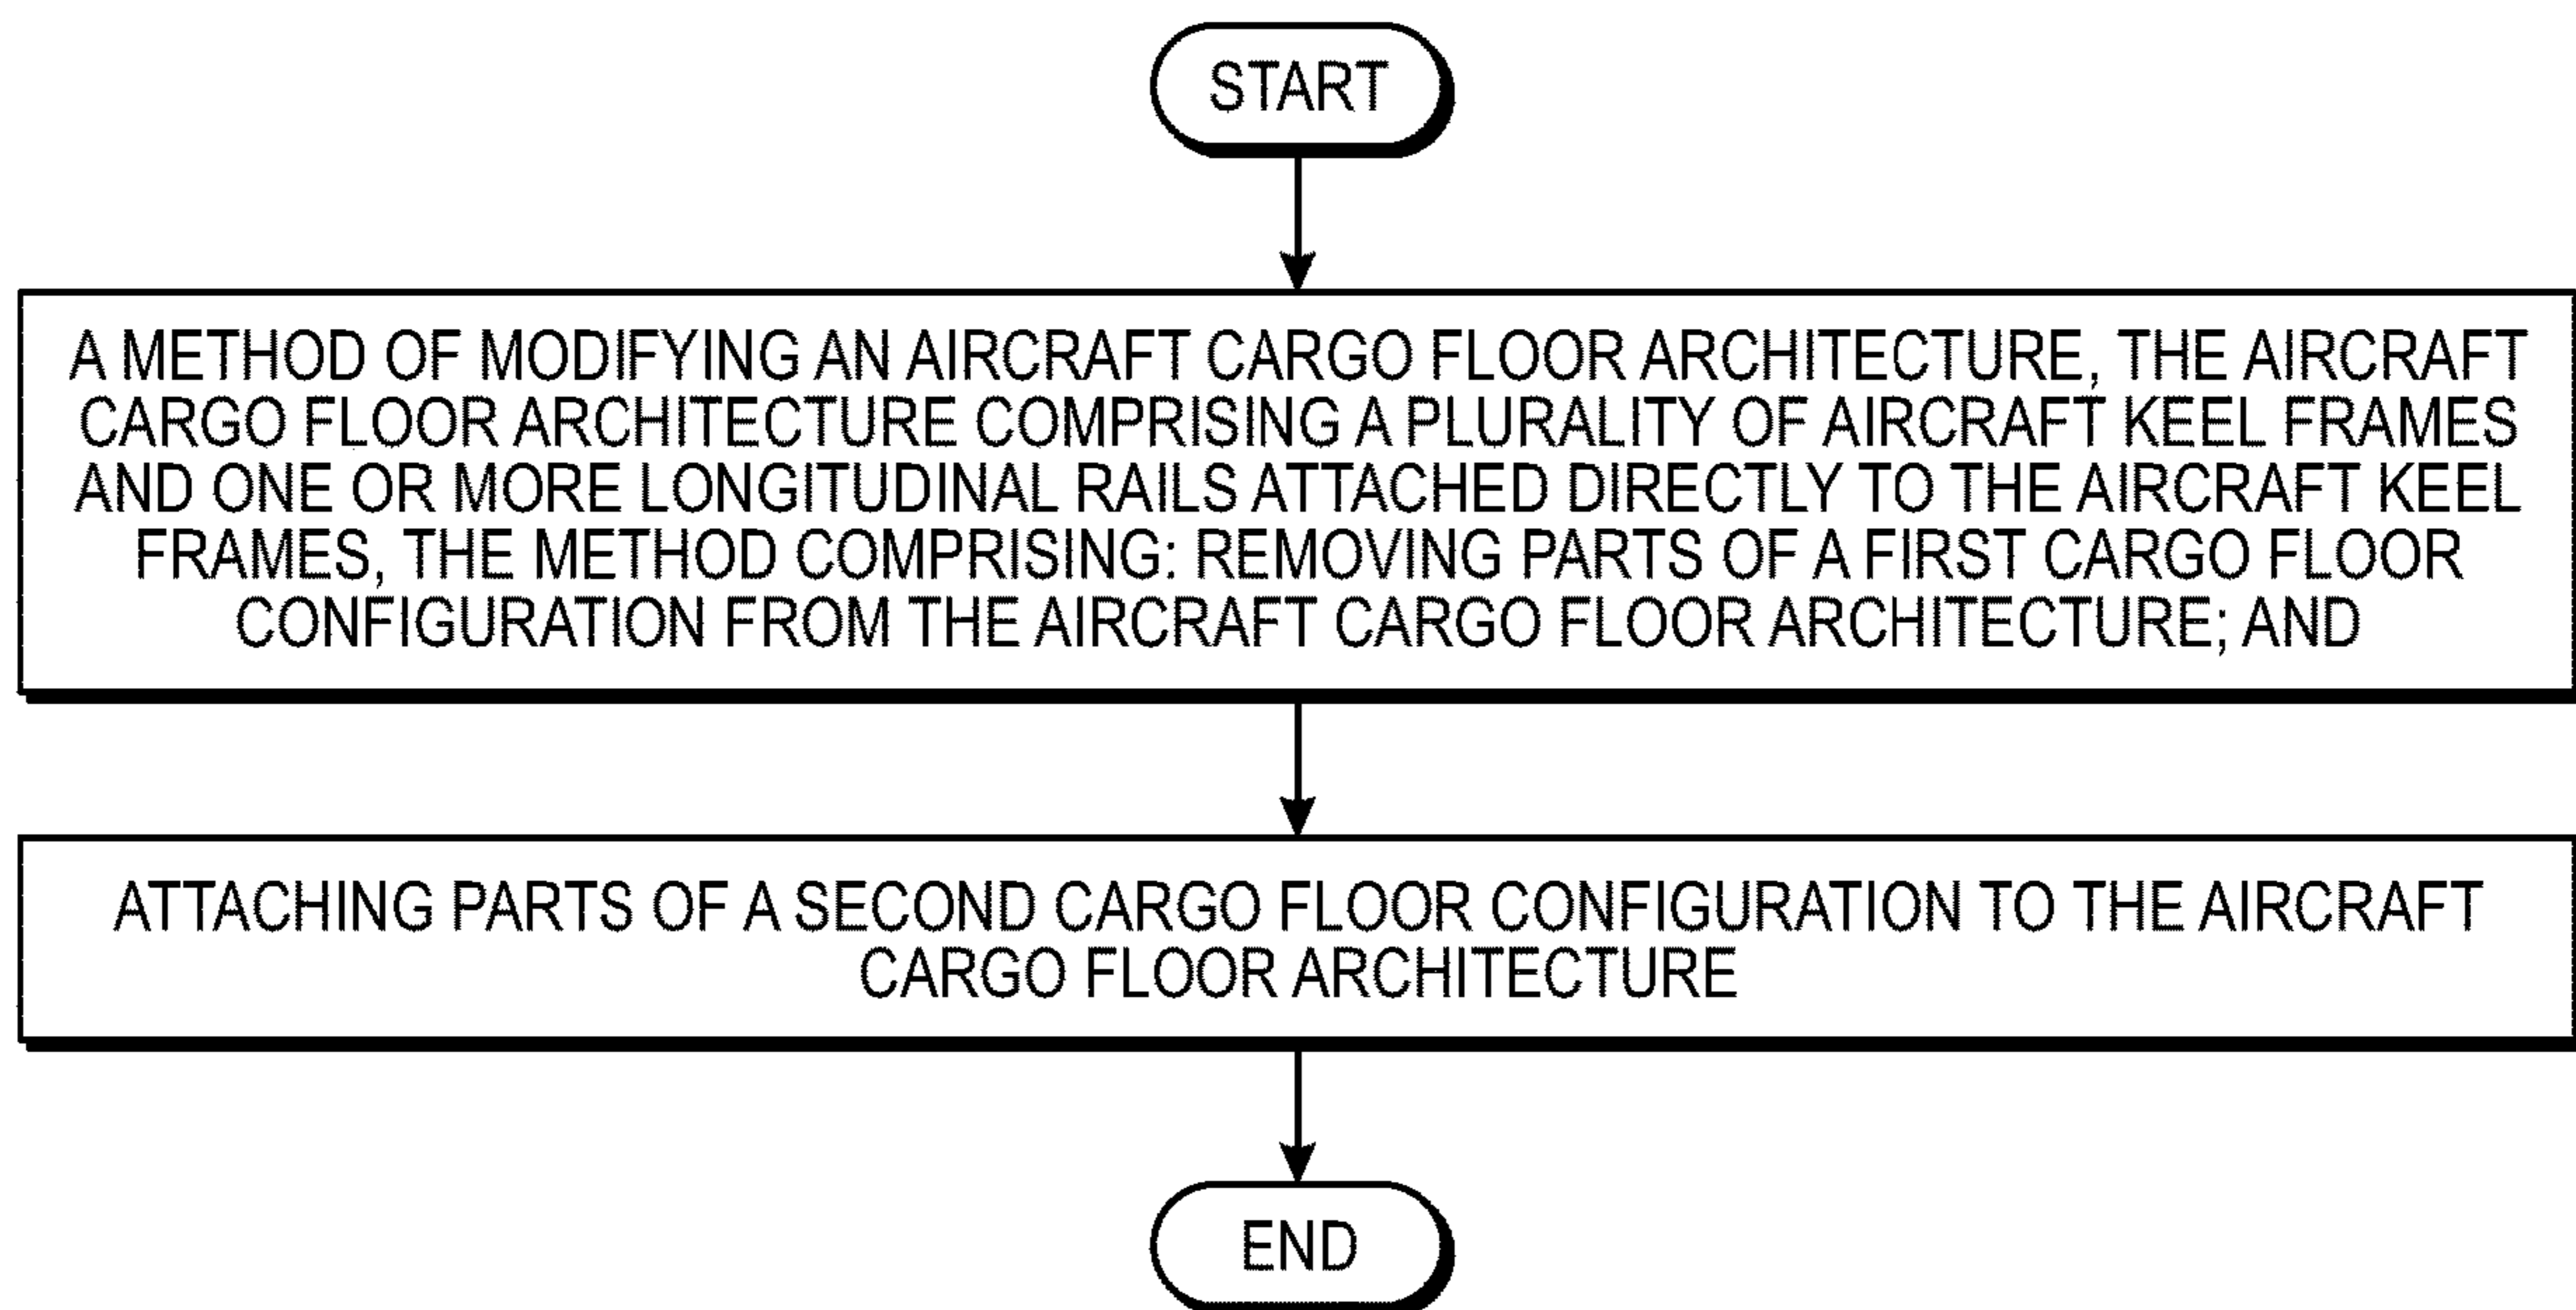 START
A METHOD OF MODIFYING AN AIRCRAFT CARGO FLOOR ARCHITECTURE, THE AIRCRAFT
CARGO FLOOR ARCHITECTURE COMPRISING A PLURALITY OF AIRCRAFT KEEL FRAMES
AND ONE OR MORE LONGITUDINAL RAILS ATTACHED DIRECTLY TO THE AIRCRAFT KEEL
FRAMES, THE METHOD COMPRISING: REMOVING PARTS OF A FIRST CARGO FLOOR
CONFIGURATION FROM THE AIRCRAFT CARGO FLOOR ARCHITECTURE; AND
ATTACHING PARTS OF A SECOND CARGO FLOOR CONFIGURATION TO THE AIRCRAFT
CARGO FLOOR ARCHITECTURE
END